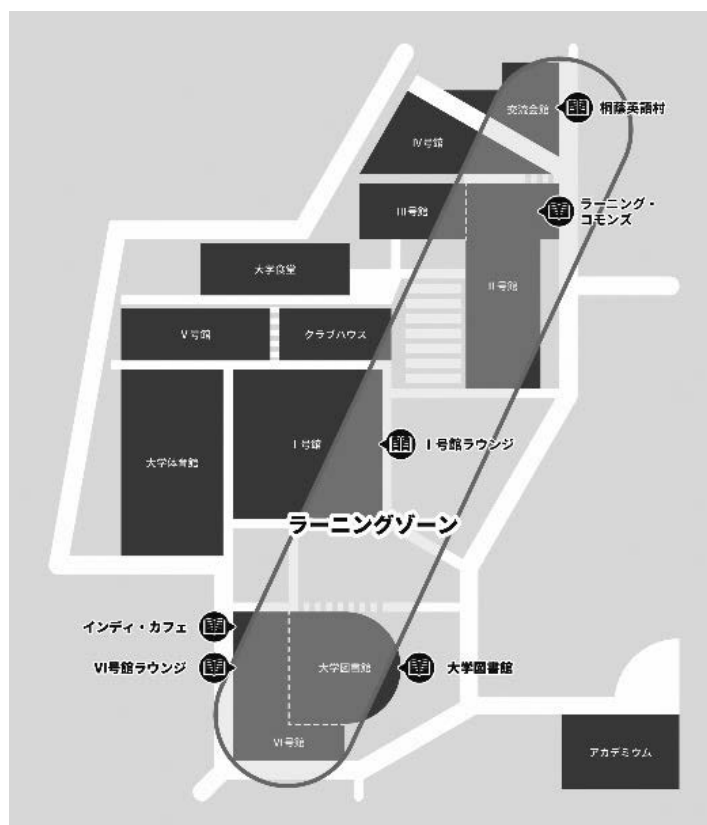 交流会館
桐蔭英語村
Ⅳ号館
Ⅲ号館
ラーニング・
コモンズ
大学食堂
Ⅱ号館
Ⅴ号館
クラブハウス
Ⅰ号館
Ⅰ号館ラウンジ
大学体育館
ラーニングゾーン
インディ・カフェ
Ⅵ号館ラウンジ
大学図書館
大学図書館
Ⅵ号館
アカデミウム